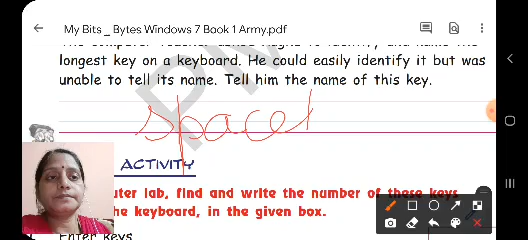 My Bits _ Bytes Windows 7 Book 1 Army.pdf
longest key on a keyboard. He could easily identify it but was
unable to tell its name. Tell him the name of this key.
space
ACTIVITY
uter lab, find and write the number of these keys
the keyboard, in the given box.
Enter keys